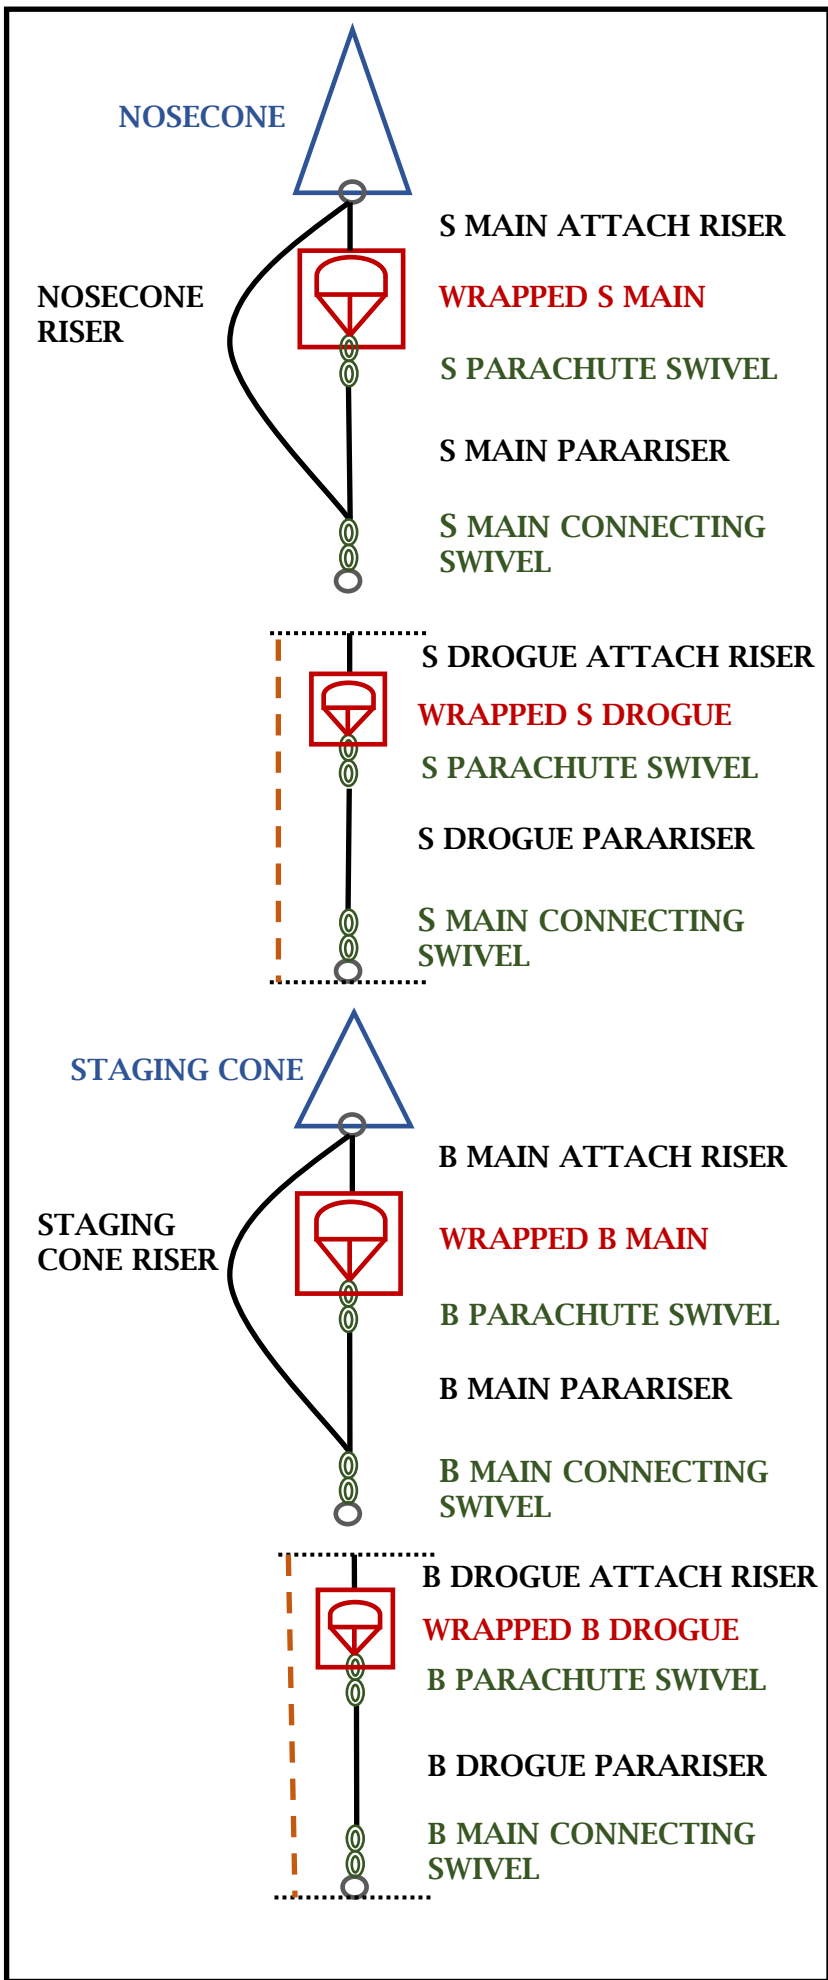 NOSECONE
S MAIN ATTACH RISER
NOSECONE
RISER
WRAPPED S MAIN
S PARACHUTE SWIVEL
S MAIN PARARISER
S MAIN CONNECTING
SWIVEL
S DROGUE ATTACH RISER
WRAPPED S DROGUE
S PARACHUTE SWIVEL
S DROGUE PARARISER
S MAIN CONNECTING
SWIVEL
STAGING CONE
B MAIN ATTACH RISER
STAGING
CONE RISER
WRAPPED B MAIN
B PARACHUTE SWIVEL
B MAIN PARARISER
B MAIN CONNECTING
SWIVEL
B DROGUE ATTACH RISER
WRAPPED B DROGUE
B PARACHUTE SWIVEL
B DROGUE PARARISER
B MAIN CONNECTING
SWIVEL